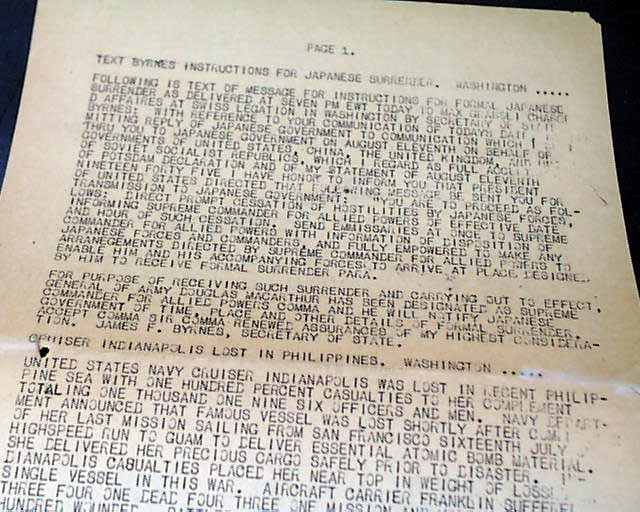 PAGE 1.
TEXT BYRNES INSTRUCTIONS FOR JAPANESE SURRENDER. WASHINGTON .....
FOLLOWING IS TEXT OF MESSAGE FOR INSTRUCTIONS FOR FORMAL JAPANESE
SURRENDER AS DELIVERED AT SEVEN PM EWT TODAY TO MAX CHARGE
D AFFAIRES AT SWISS LEGATION IN WASHINGTON BY SECRETARY OF STATE
BYRNES: WITH REFERENCE TO YOUR COMMUNICATION OF TODAYS DA
MITTING REPLY OF JAPANESE GOVERNMENT TO COMMUNICATION WHICH I
THRU YOU TO JAPANESE GOVERNMENT ON AUGUST ELEVENTH ON BEHALF OF
GOVERNMENTS OF UNITED STATES, CHINA, THE UNITED KINGDOM, AND
OF SOVIET SOCIALIST REPUBLICS, WHICH I REGARD AS FULL
OF POTSDAM DECLARATION AND OF MY STATEMENT OF AUGUST ELEVENTH
NINETEEN FORTY FIVE I HAVE HONOR TO INFORM YOU THAT PRESIDENT
OF UNITED STATES DIRECTED THAT FOLLOWING MESSAGE BE SENT YOU FOR
TRANSMISSION TO JAPANESE GOVERNMENT: "YOU ARE TO PROCEED AS FOL-
LOWS: DIRECT PROMPT CESSATION OF HOSTILITIES BY JAPANESE FORCES,
INFORMING SUPREME COMMANDER FOR ALLIED POWERS OF EFFECTIVE DATE
AND HOUR OF SUCH CESSATION. SEND EMMISSARIES AT ONCE TO SUPREME
COMMANDER FOR ALLIED POWERS WITH INFORMATION OF DISPOSITION OF
JAPANESE FORCES AND COMMANDERS, AND FULLY EMPOWERED TO MAKE ANY
ARRANGEMENTS DIRECTED BY SUPREME COMMANDER FOR ALLIED POWERS TO
ENABLE HIM AND HIS ACCOMPANYING FORCES TO ARRIVE AT PLACE DESIGNED
BY HIM TO RECEIVE FORMAL SURRENDER PARA.
FOR PURPOSE OF RECEIVING SUCH SURRENDER AND CARRYING OUT TO EFFECT,
GENERAL OF ARMY DOUGLAS MACARTHUR HAS BEEN DESIGNATED AS SUPREME
COMMANDER FOR ALLIED POWERS COMMA AND HE WILL NOTIFY JAPANESE
GOVERNMENT OF TIME, PLACE AND OTHER DETAILS OF FORMAL SURRENDER.
ACCEPT COMMA SIR COMMA RENEWED ASSURANCES OF MY HIGHEST CONSIDERA-
TION. JAMES F. BYRNES, SECRETARY OF STATE.
CRUISER INDIANAPOLIS LOST IN PHILIPPINES. WASHINGTON .....
UNITED STATES NAVY CRUISER INDIANAPOLIS WAS LOST IN RECENT PHILIP-
PINE SEA WITH ONE HUNDRED PERCENT CASUALTIES TO HER COMPLEMENT
TOTALING ONE THOUSAND ONE NINE SIX OFFICERS AND MEN. NAVY DEPART-
MENT ANNOUNCED THAT FAMOUS VESSEL WAS LOST SHORTLY AFTER
OF HER LAST MISSION SAILING FROM SAN FRANCISCO SIXTEENTH JULY
HIGHSPEED RUN TO GUAM TO DELIVER ESSENTIAL ATOMIC BOMB MATERIAL.
SHE DELIVERED HER PRECIOUS CARGO SAFELY PRIOR TO DISASTER. IN-
DIANAPOLIS CASUALTIES PLACED HER NEAR TOP IN WEIGHT OF
SINGLE VESSEL IN THIS WAR. AIRCRAFT CARRIER FRANKLIN SUFFERED
THREE FOUR ONE DEAD FOUR THREE ONE MISSING AND
HUNDRED